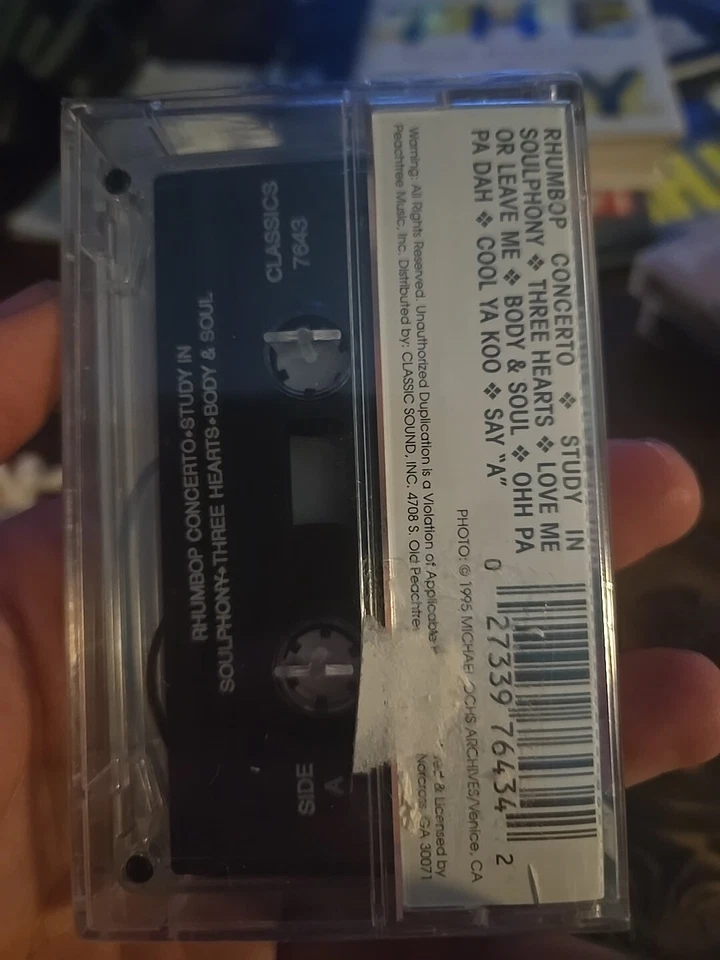 RHUMBOP CONCERTO ❖ STUDY IN
SOULPHONY ❖ THREE HEARTS ❖ LOVE ME
OR LEAVE ME ❖ BODY & SOUL ❖ OHH PA
PA DAH ❖ COOL YA KOO ❖ SAY "A"
0 27339 76434 2
PHOTO: © 1995 MICHAEL OCHS ARCHIVES/Venice, CA
Warning: All Rights Reserved. Unauthorized Duplication is a Violation of Applicable & Licensed by
Peachtree Music, Inc. Distributed by: CLASSIC SOUND, INC. 4708 S. Old Norcross, GA 30071
CLASSICS
7643
RHUMBOP CONCERTO•STUDY IN
SOULPHONY•THREE HEARTS•BODY & SOUL
SIDE
A